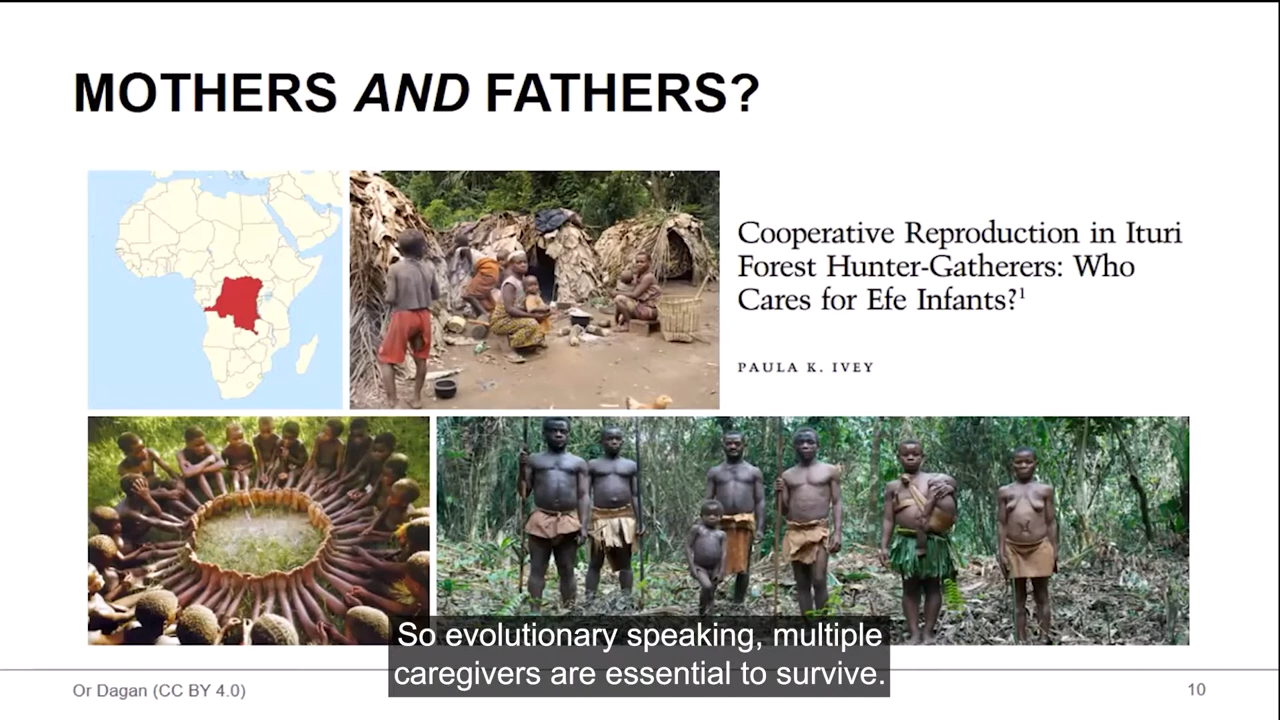 MOTHERS AND FATHERS?
Cooperative Reproduction in Ituri
Forest Hunter-Gatherers: Who
Cares for Efe Infants?¹
PAULA K. IVEY
So evolutionary speaking, multiple
caregivers are essential to survive.
Or Dagan (CC BY 4.0)
10